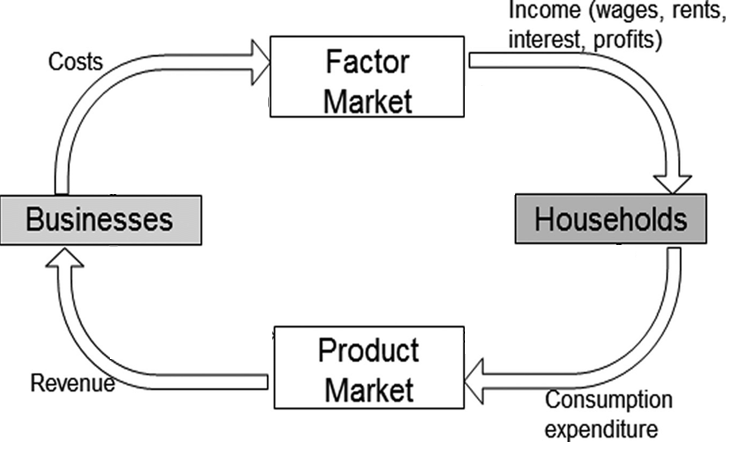 Income (wages, rents,
interest, profits)
Costs
Factor
Market
Businesses
Households
Product
Market
Revenue
Consumption
expenditure